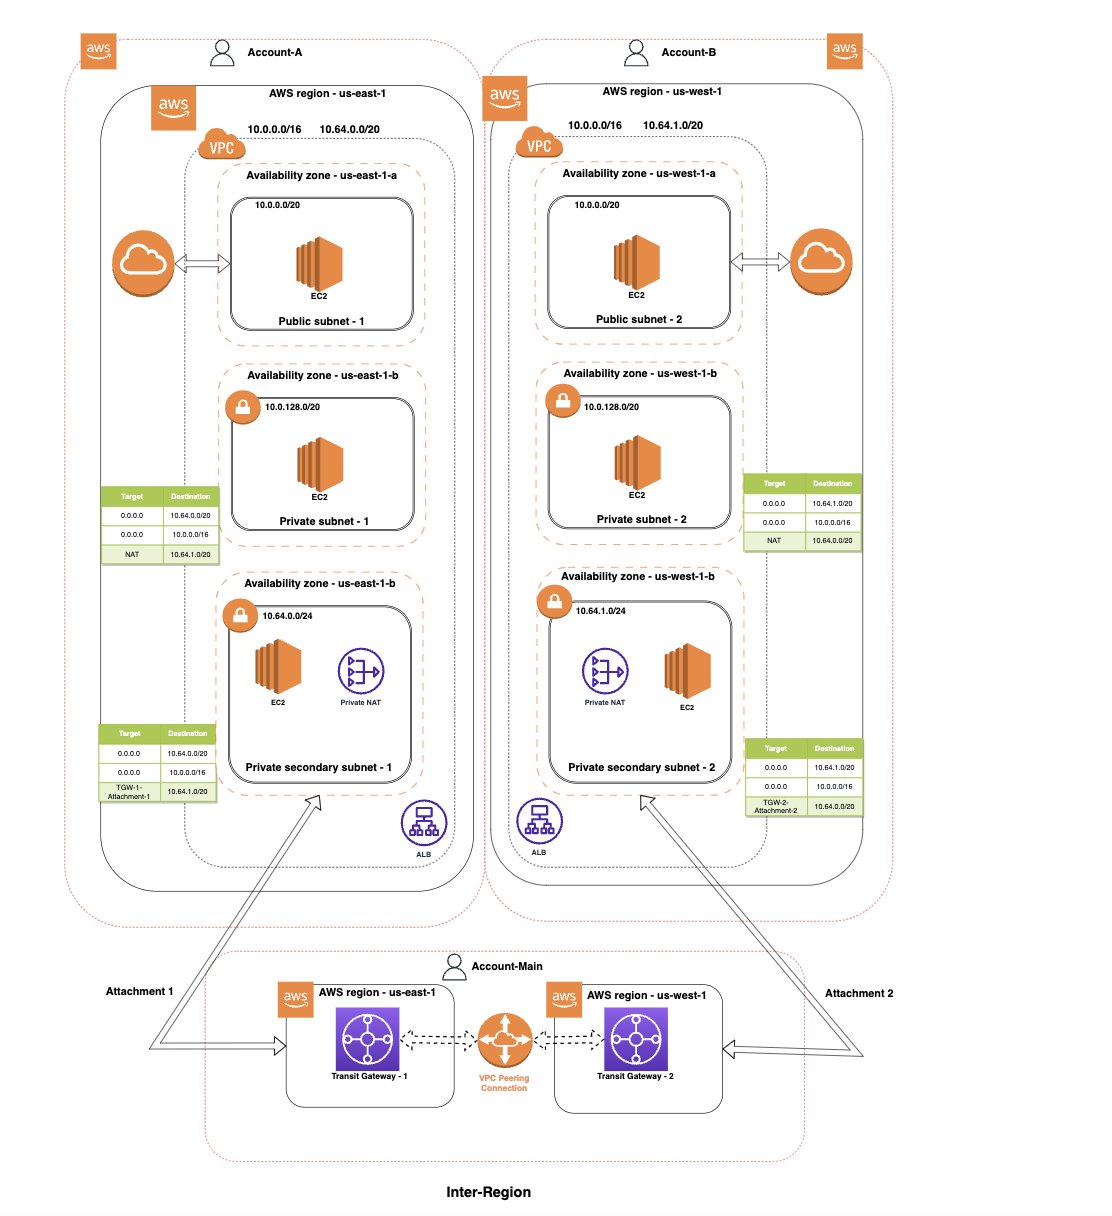 aws
Account-A
aws
AWS region - us-east-1
10.0.0.0/16 10.64.0.0/20
VPC
Availability zone - us-east-1-a
10.0.0.0/20
EC2
Public subnet - 1
Availability zone - us-east-1-b
10.0.128.0/20
EC2
Private subnet - 1
Target Destination
0.0.0.0 10.64.0.0/20
0.0.0.0 10.0.0.0/16
NAT 10.64.1.0/20
Availability zone - us-east-1-b
10.64.0.0/24
EC2
Private NAT
Private secondary subnet - 1
Target Destination
0.0.0.0 10.64.0.0/20
0.0.0.0 10.0.0.0/16
TGW-1-
Attachment-1 10.64.1.0/20
ALB
Account-B
aws
aws
AWS region - us-west-1
10.0.0.0/16 10.64.1.0/20
VPC
Availability zone - us-west-1-a
10.0.0.0/20
EC2
Public subnet - 2
Availability zone - us-west-1-b
10.0.128.0/20
EC2
Private subnet - 2
Target Destination
0.0.0.0 10.64.1.0/20
0.0.0.0 10.0.0.0/16
NAT 10.64.0.0/20
Availability zone - us-west-1-b
10.64.1.0/24
Private NAT
EC2
Private secondary subnet - 2
Target Destination
0.0.0.0 10.64.1.0/20
0.0.0.0 10.0.0.0/16
TGW-2-
Attachment-2 10.64.0.0/20
ALB
Attachment 1
Attachment 2
Account-Main
aws
AWS region - us-east-1
Transit Gateway - 1
VPC Peering
Connection
aws
AWS region - us-west-1
Transit Gateway - 2
Inter-Region